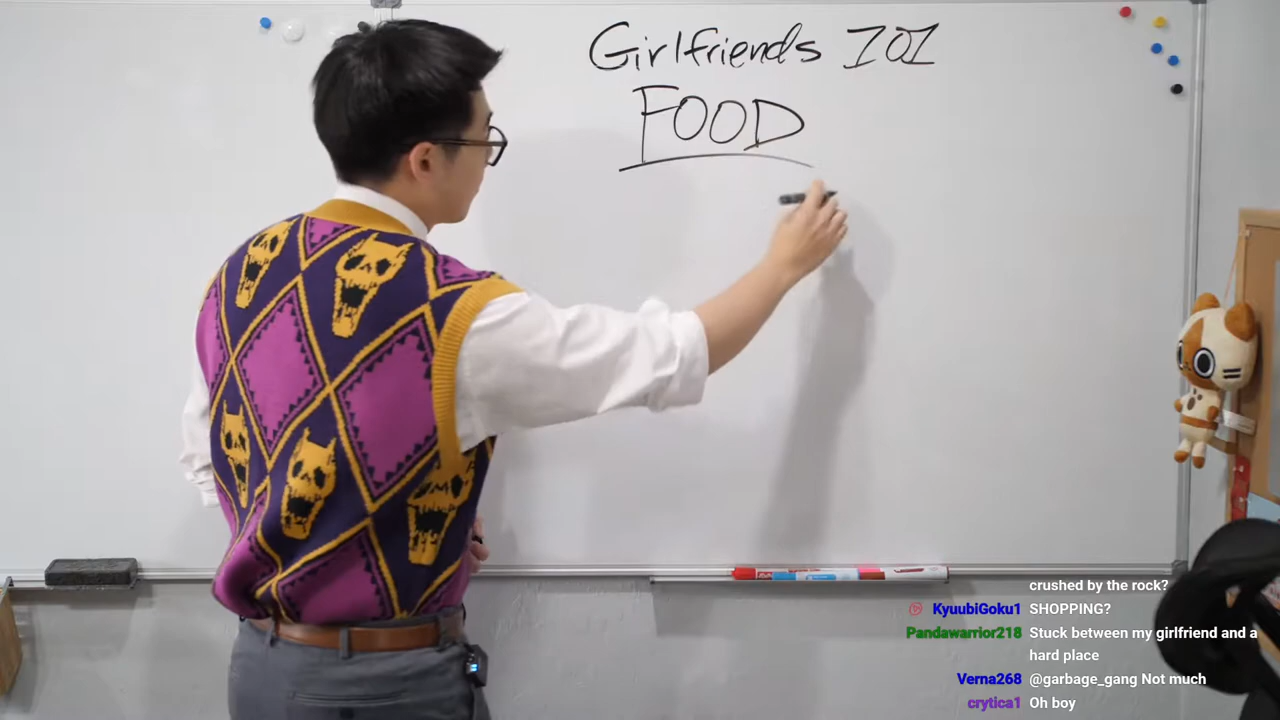 Girlfriends 101
FOOD
crushed by the rock?
KyuubiGoku1 SHOPPING?
Pandawarrior218 Stuck between my girlfriend and a
hard place
Verna268 @garbage_gang Not much
crytica1 Oh boy